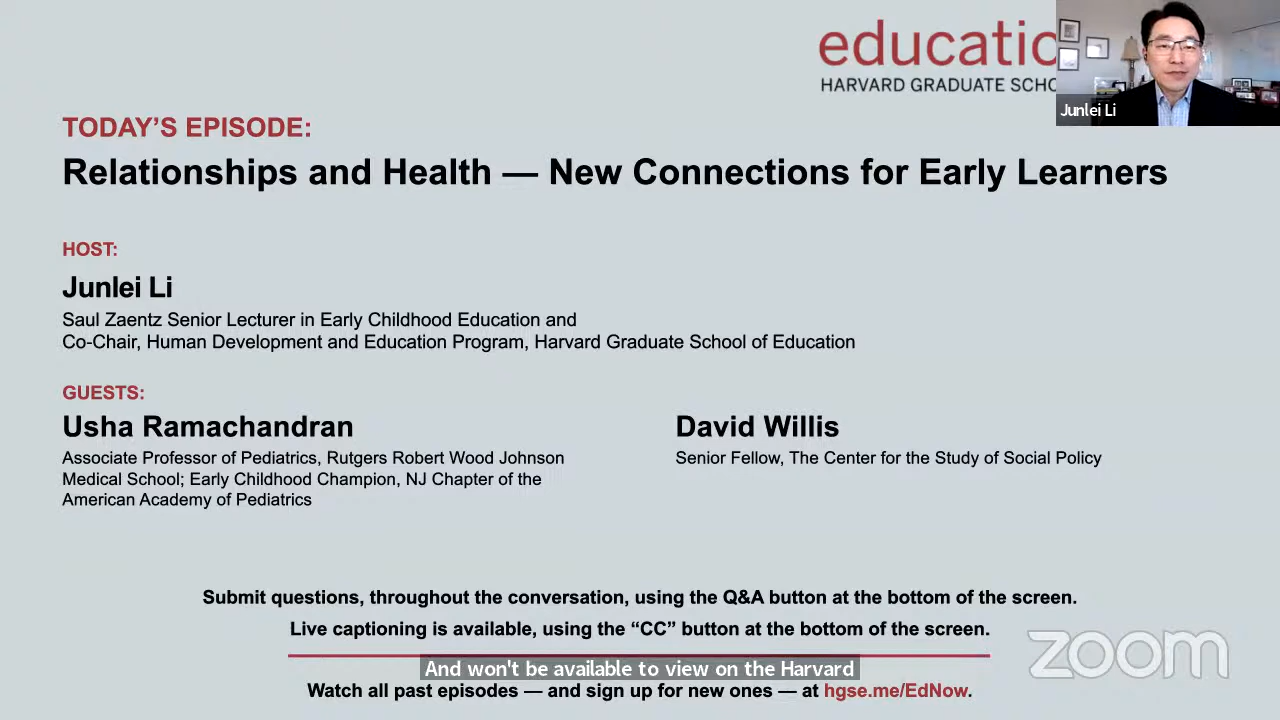 educatio
HARVARD GRADUATE SCHO
Junlei Li
TODAY'S EPISODE:
Relationships and Health — New Connections for Early Learners
HOST:
Junlei Li
Saul Zaentz Senior Lecturer in Early Childhood Education and
Co-Chair, Human Development and Education Program, Harvard Graduate School of Education
GUESTS:
Usha Ramachandran
Associate Professor of Pediatrics, Rutgers Robert Wood Johnson
Medical School; Early Childhood Champion, NJ Chapter of the
American Academy of Pediatrics
David Willis
Senior Fellow, The Center for the Study of Social Policy
Submit questions, throughout the conversation, using the Q&A button at the bottom of the screen.
Live captioning is available, using the “CC” button at the bottom of the screen.
zoom
And won't be available to view on the Harvard
Watch all past episodes — and sign up for new ones — at hgse.me/EdNow.